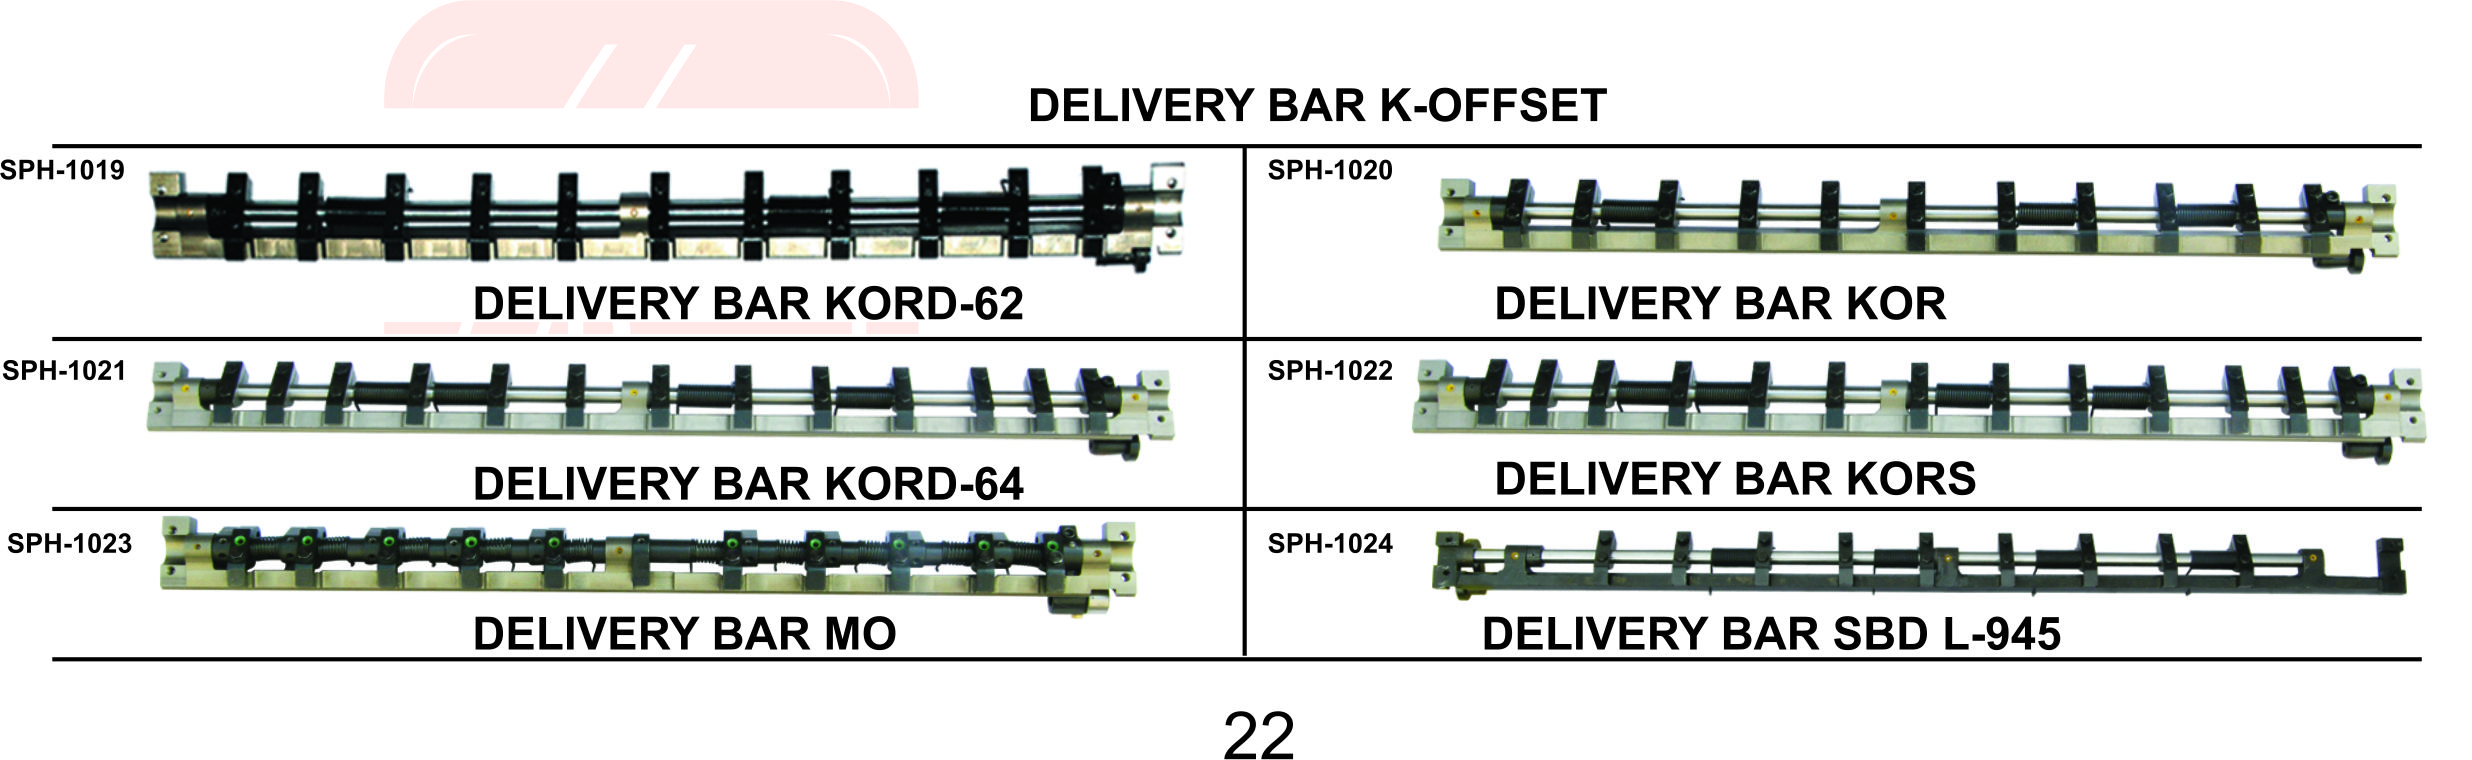 DELIVERY BAR K-OFFSET
SPH-1019
DELIVERY BAR KORD-62
SPH-1020
DELIVERY BAR KOR
SPH-1021
DELIVERY BAR KORD-64
SPH-1022
DELIVERY BAR KORS
SPH-1023
DELIVERY BAR MO
SPH-1024
DELIVERY BAR SBD L-945
22